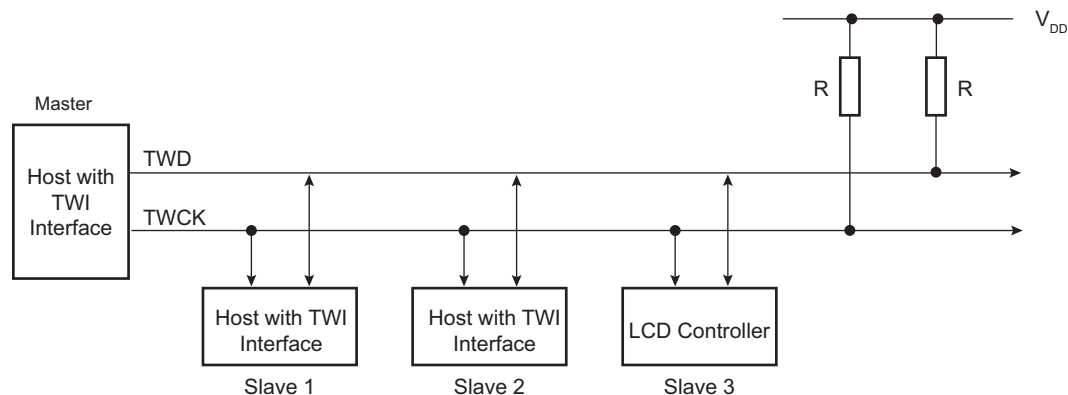 V_DD
R
R
Master
Host with
TWI
Interface
TWD
TWCK
Host with TWI
Interface
Slave 1
Host with TWI
Interface
Slave 2
LCD Controller
Slave 3